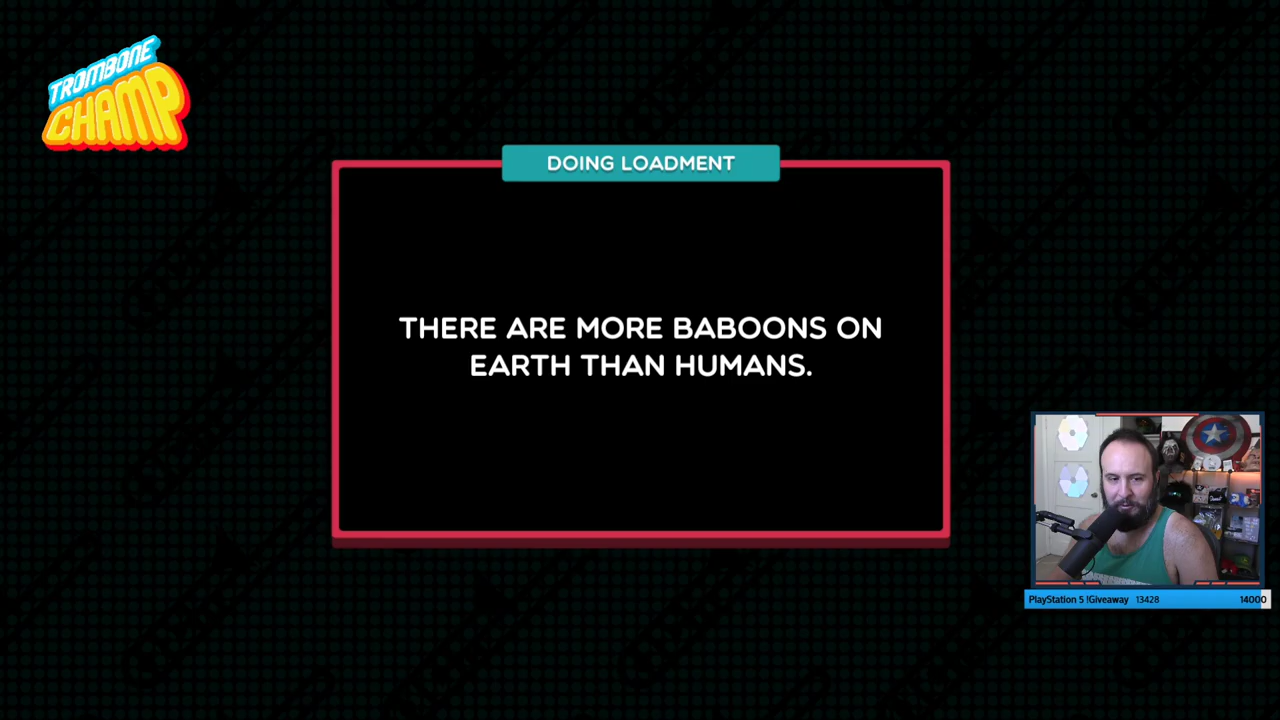 TROMBONE
CHAMP
DOING LOADMENT
THERE ARE MORE BABOONS ON
EARTH THAN HUMANS.
PlayStation 5 !Giveaway 13428 14000